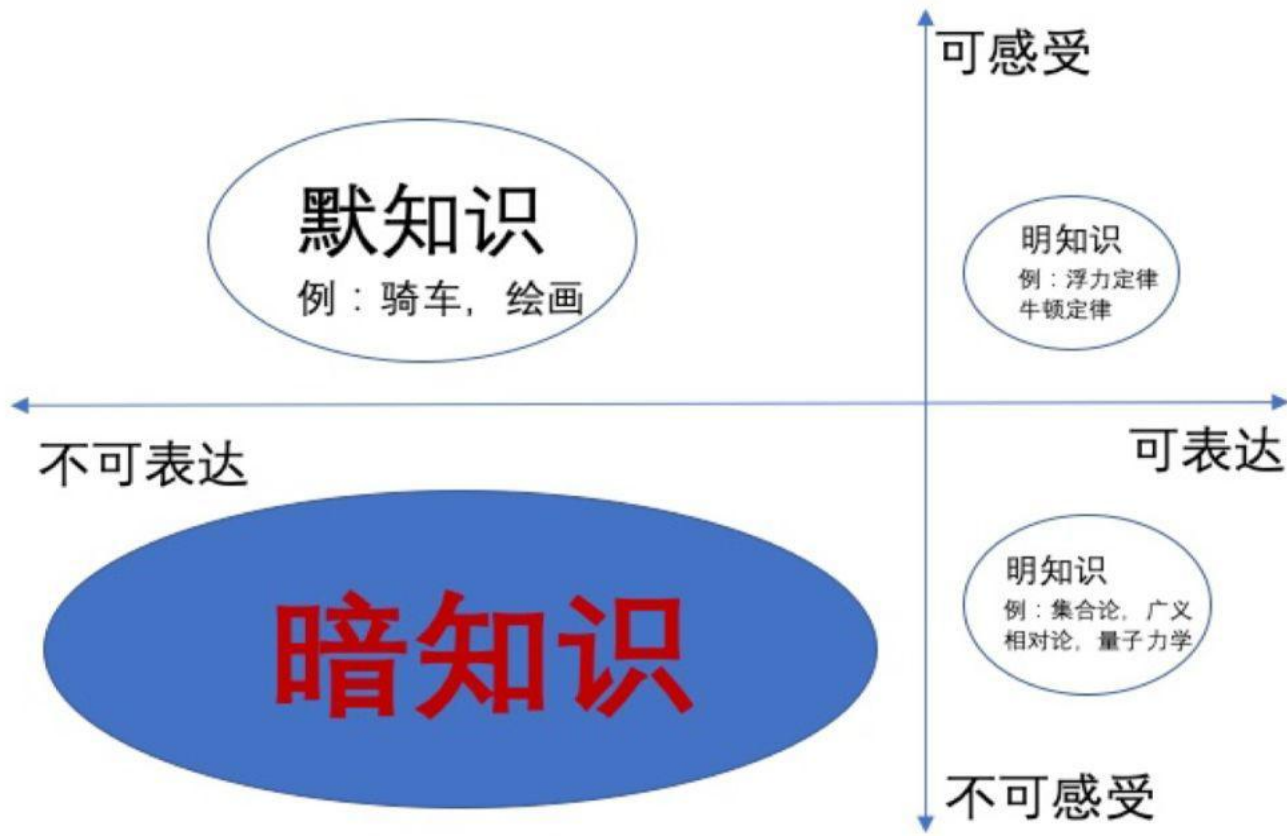 可感受
默知识
例：骑车，绘画
明知识
例：浮力定律
牛顿定律
不可表达
可表达
暗知识
明知识
例：集合论，广义
相对论，量子力学
不可感受